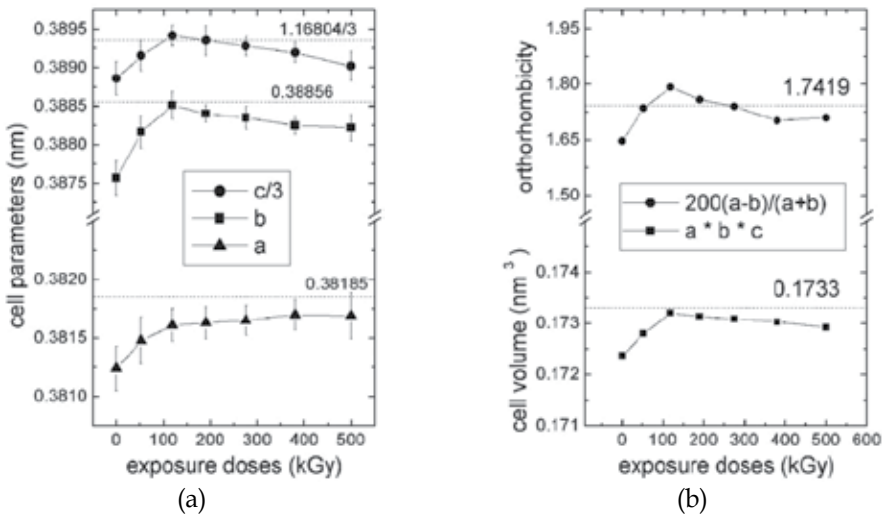 0.3895
0.3890
0.3885
0.3880
0.3875
0.3820
0.3815
0.3810
cell parameters (nm)
1.16804/3
0.38856
c/3
b
a
0.38185
0 100 200 300 400 500
exposure doses (kGy)
(a)
1.95
1.80
1.65
1.50
orthorhombicity
1.7419
200(a-b)/(a+b)
a * b * c
0.174
0.173
0.172
0.171
cell volume (nm³)
0.1733
0 100 200 300 400 500 600
exposure doses (kGy)
(b)